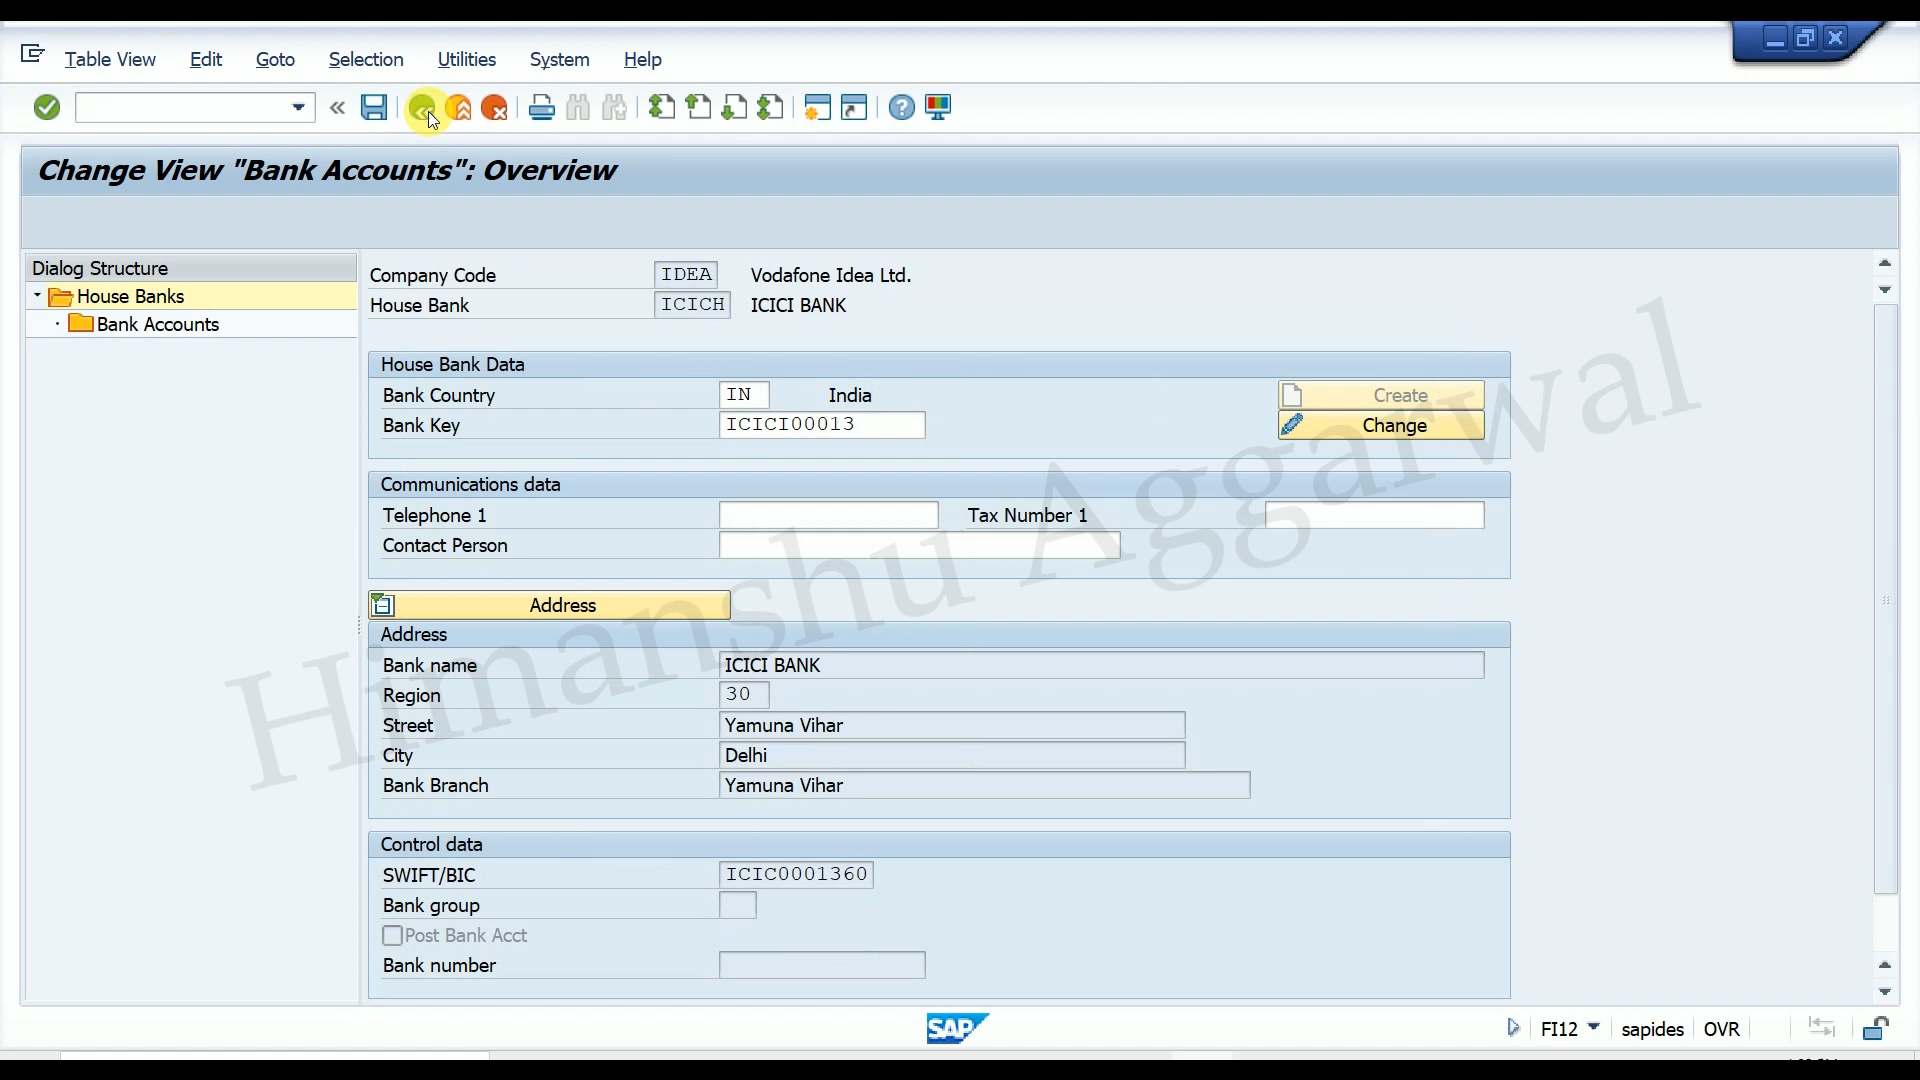 Table View Edit Goto Selection Utilities System Help
Change View "Bank Accounts": Overview
Dialog Structure
House Banks
Bank Accounts
Company Code IDEA Vodafone Idea Ltd.
House Bank ICICH ICICI BANK
House Bank Data
Bank Country IN India Create
Bank Key ICICI00013 Change
Communications data
Telephone 1 Tax Number 1
Contact Person
Address
Address
Bank name ICICI BANK
Region 30
Street Yamuna Vihar
City Delhi
Bank Branch Yamuna Vihar
Control data
SWIFT/BIC ICIC0001360
Bank group
Post Bank Acct
Bank number
Himanshu Aggarwal
SAP FI12 sapides OVR